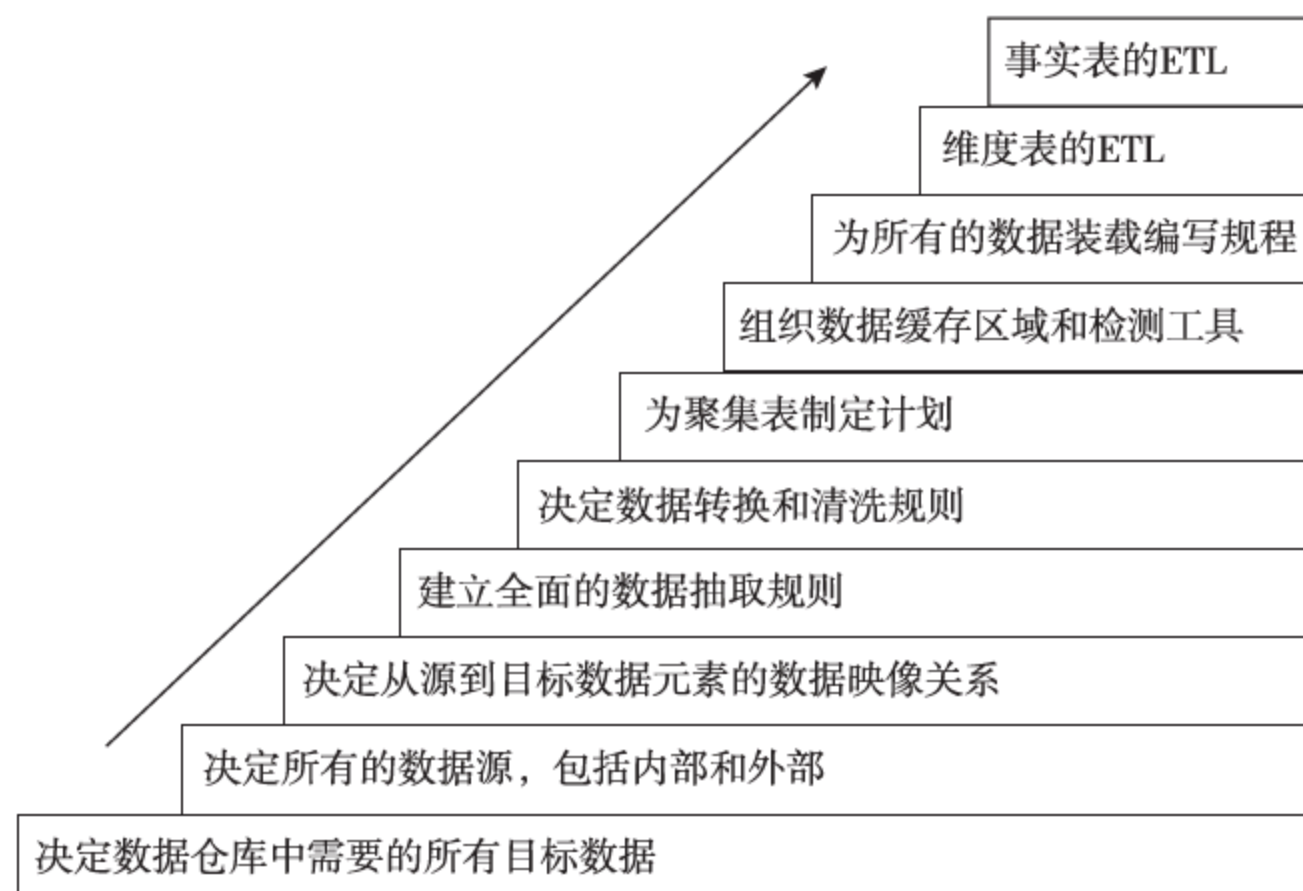 事实表的ETL
维度表的ETL
为所有的数据装载编写规程
组织数据缓存区域和检测工具
为聚集表制定计划
决定数据转换和清洗规则
建立全面的数据抽取规则
决定从源到目标数据元素的数据映像关系
决定所有的数据源，包括内部和外部
决定数据仓库中需要的所有目标数据